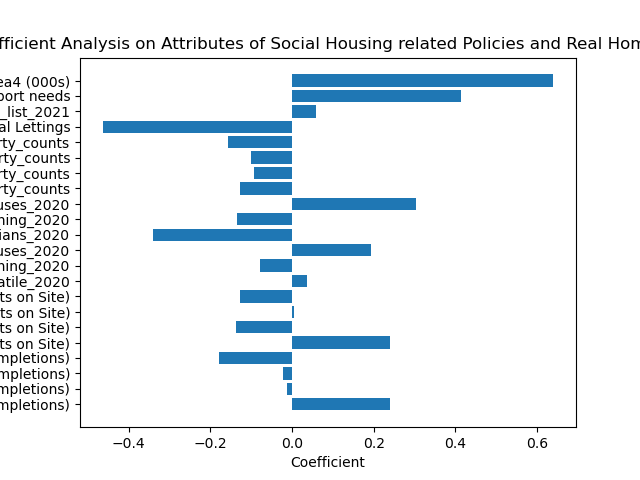 fficient Analysis on Attributes of Social Housing related Policies and Real Hom
ea4 (000s)
port needs
_list_2021
al Lettings
rty_counts
rty_counts
rty_counts
rty_counts
uses_2020
ning_2020
ians_2020
uses_2020
ning_2020
atile_2020
ts on Site)
ts on Site)
ts on Site)
ts on Site)
mpletions)
mpletions)
mpletions)
mpletions)
−0.4 −0.2 0.0 0.2 0.4 0.6
Coefficient